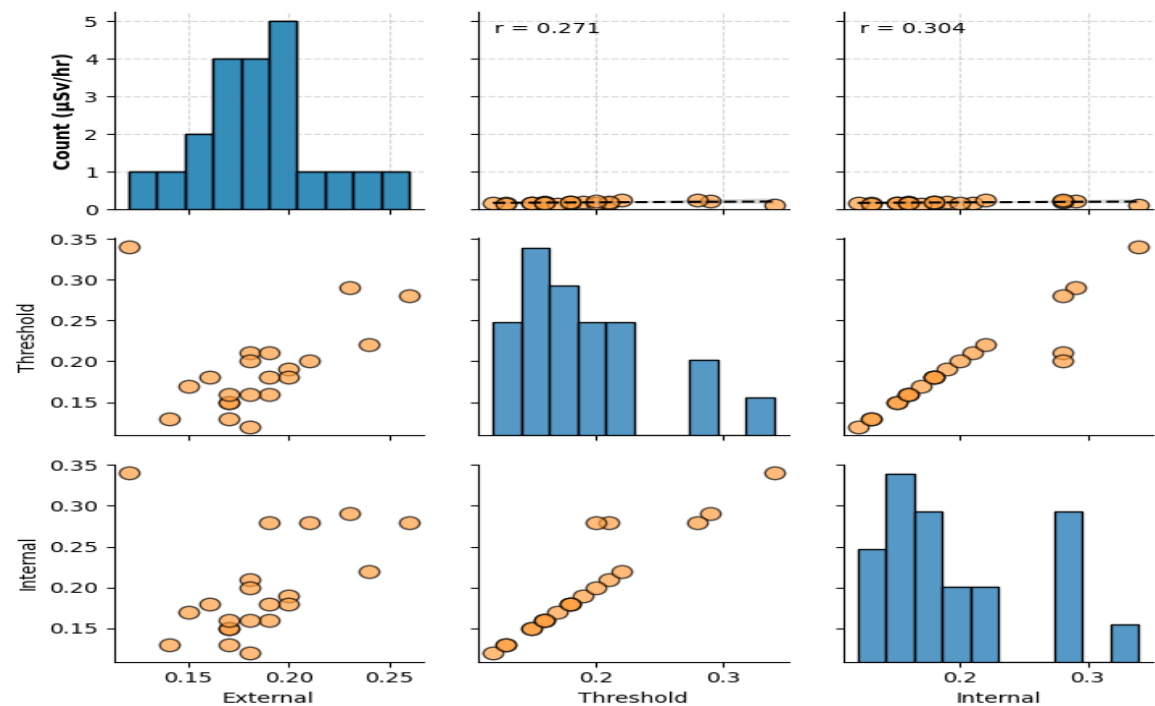 Count (µSv/hr)
5
4
3
2
1
0
r = 0.271
r = 0.304
Threshold
0.35
0.30
0.25
0.20
0.15
Internal
0.35
0.30
0.25
0.20
0.15
0.15 0.20 0.25
External
0.2 0.3
Threshold
0.2 0.3
Internal